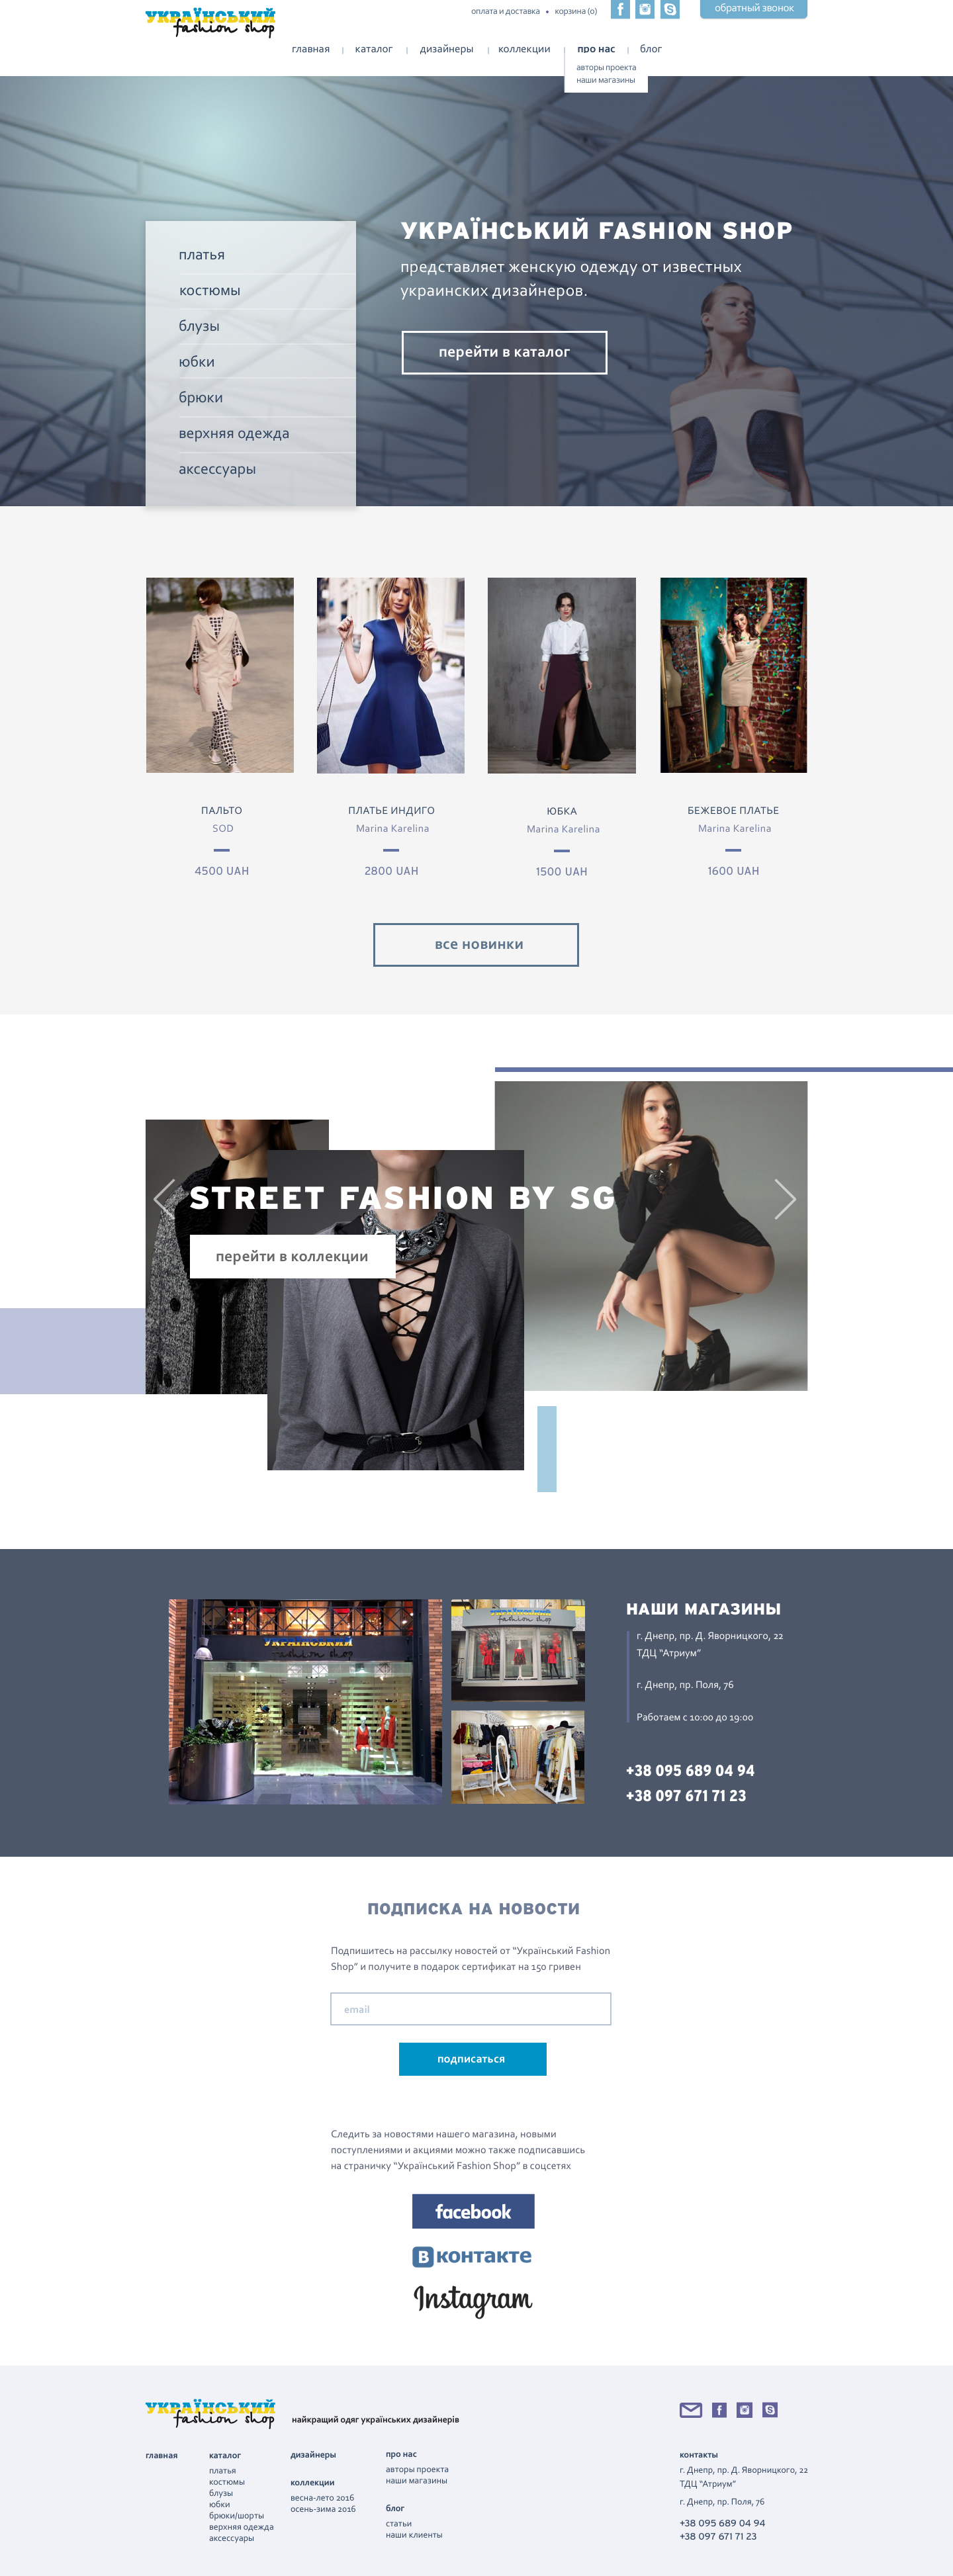 УКРАЇНСЬКИЙ
fashion shop
оплата и доставка • корзина (0)
обратный звонок
главная | каталог | дизайнеры | коллекции | про нас | блог
авторы проекта
наши магазины
платья
костюмы
блузы
юбки
брюки
верхняя одежда
аксессуары
УКРАЇНСЬКИЙ FASHION SHOP
представляет женскую одежду от известных
украинских дизайнеров.
перейти в каталог
ПАЛЬТО
SOD
4500 UAH
ПЛАТЬЕ ИНДИГО
Marina Karelina
2800 UAH
ЮБКА
Marina Karelina
1500 UAH
БЕЖЕВОЕ ПЛАТЬЕ
Marina Karelina
1600 UAH
все новинки
STREET FASHION BY SG
перейти в коллекции
УКРАЇНСЬКИЙ
fashion shop
УКРАЇНСЬКИЙ
fashion shop
НАШИ МАГАЗИНЫ
г. Днепр, пр. Д. Яворницкого, 22
ТДЦ "Атриум"
г. Днепр, пр. Поля, 76
Работаем с 10:00 до 19:00
+38 095 689 04 94
+38 097 671 71 23
ПОДПИСКА НА НОВОСТИ
Подпишитесь на рассылку новостей от "Український Fashion
Shop" и получите в подарок сертификат на 150 гривен
email
подписаться
Следить за новостями нашего магазина, новыми
поступлениями и акциями можно также подписавшись
на страничку "Український Fashion Shop" в соцсетях
facebook
В контакте
Instagram
УКРАЇНСЬКИЙ
fashion shop
найкращий одяг українських дизайнерів
главная
каталог
платья
костюмы
блузы
юбки
брюки/шорты
верхняя одежда
аксессуары
дизайнеры
коллекции
весна-лето 2016
осень-зима 2016
про нас
авторы проекта
наши магазины
блог
статьи
наши клиенты
контакты
г. Днепр, пр. Д. Яворницкого, 22
ТДЦ "Атриум"
г. Днепр, пр. Поля, 76
+38 095 689 04 94
+38 097 671 71 23